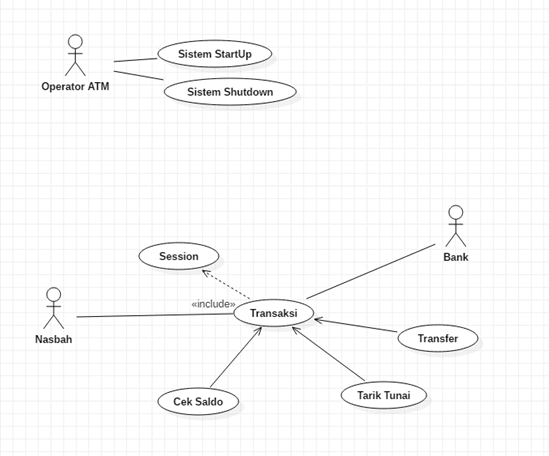 Sistem StartUp
Operator ATM
Sistem Shutdown
Session
Bank
«include»
Transaksi
Nasbah
Transfer
Cek Saldo
Tarik Tunai